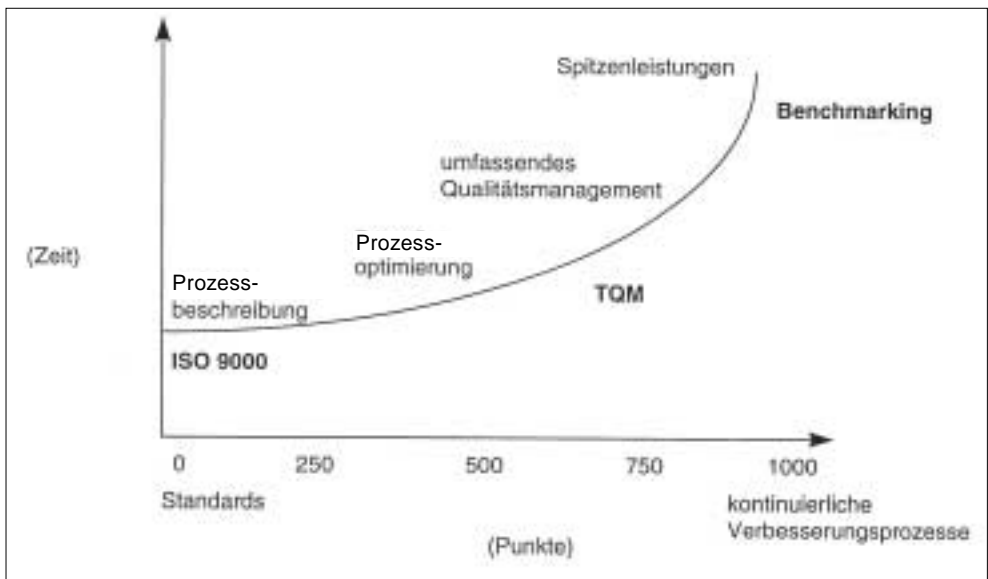 Spitzenleistungen
Benchmarking
umfassendes
Qualitätsmanagement
(Zeit)
Prozess-
optimierung
TQM
Prozess-
beschreibung
ISO 9000
0 250 500 750 1000
Standards
kontinuierliche
Verbesserungsprozesse
(Punkte)